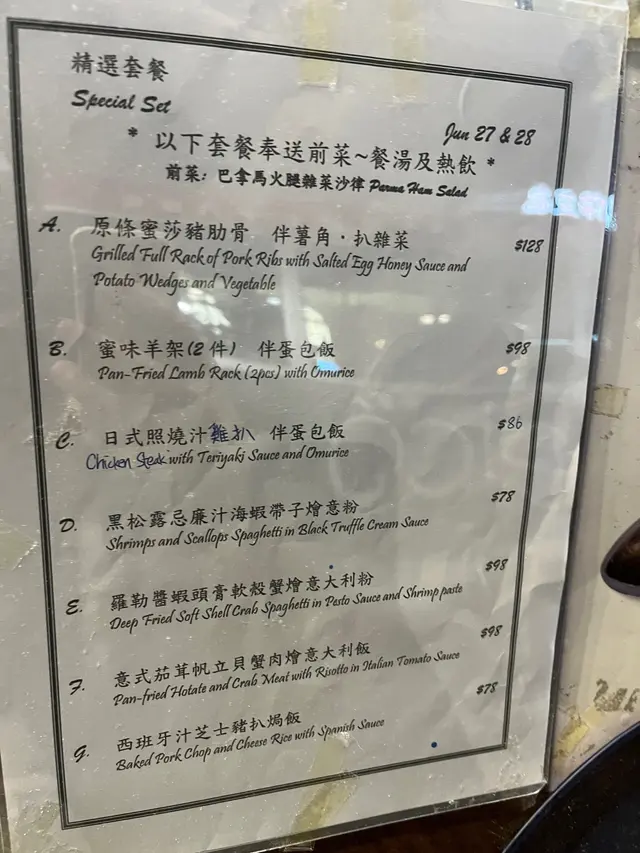 精選套餐
Special Set
Jun 27 & 28
* 以下套餐奉送前菜~餐湯及熱飲 *
前菜: 巴拿馬火腿雜菜沙律 Parma Ham Salad
A. 原條蜜莎豬肋骨 伴薯角·扒雜菜 $128
Grilled Full Rack of Pork Ribs with Salted Egg Honey Sauce and
Potato Wedges and Vegetable
B. 蜜味羊架(2件) 伴蛋包飯 $98
Pan-Fried Lamb Rack (2pcs) with Omurice
C. 日式照燒汁雞扒 伴蛋包飯 $86
Chicken Steak with Teriyaki Sauce and Omurice
D. 黑松露忌廉汁海蝦帶子燴意粉 $78
Shrimps and Scallops Spaghetti in Black Truffle Cream Sauce
E. 羅勒醬蝦頭膏軟殼蟹燴意大利粉 $98
Deep Fried Soft Shell Crab Spaghetti in Pesto Sauce and Shrimp paste
F. 意式茄茸帆立貝蟹肉燴意大利飯 $98
Pan-fried Hotate and Crab Meat with Risotto in Italian Tomato Sauce
G. 西班牙汁芝士豬扒焗飯 $78
Baked Pork Chop and Cheese Rice with Spanish Sauce